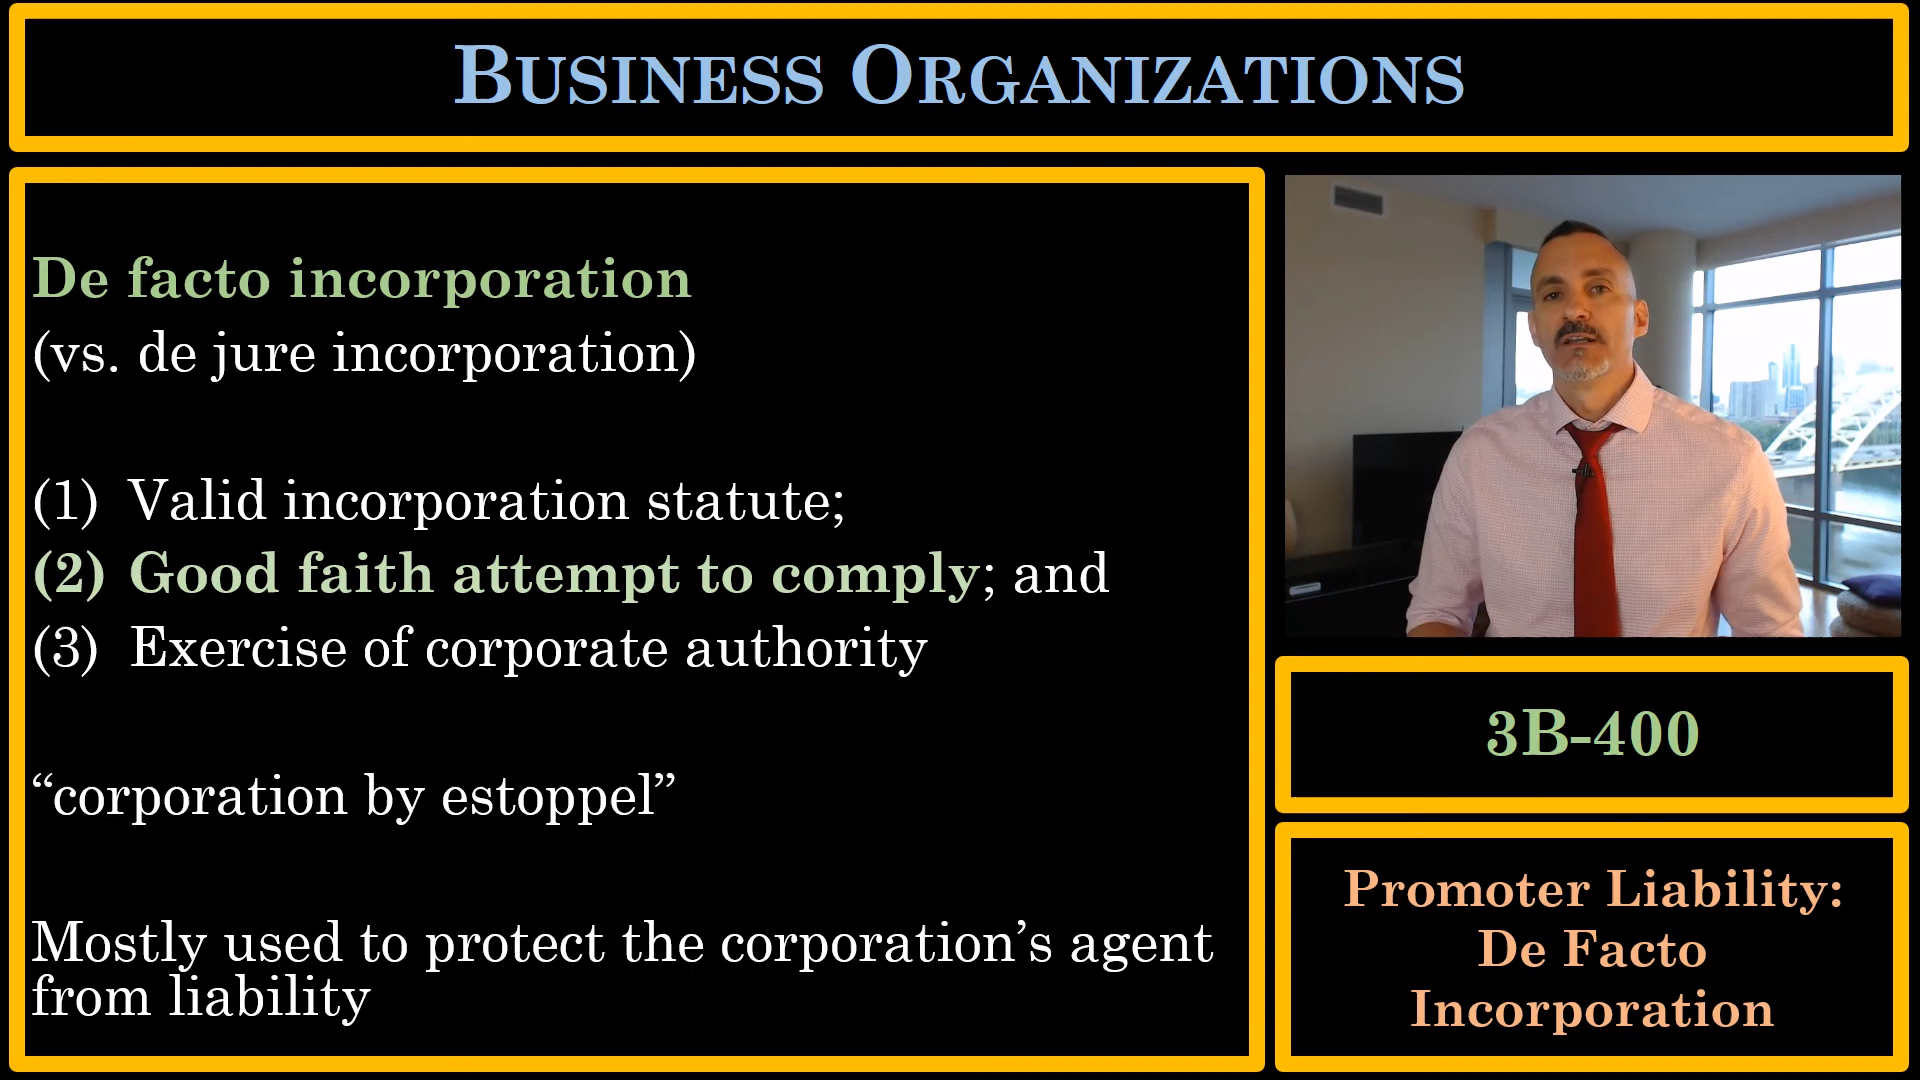 BUSINESS ORGANIZATIONS
De facto incorporation
(vs. de jure incorporation)
(1) Valid incorporation statute;
(2) Good faith attempt to comply; and
(3) Exercise of corporate authority
“corporation by estoppel”
Mostly used to protect the corporation’s agent
from liability
3B-400
Promoter Liability:
De Facto
Incorporation